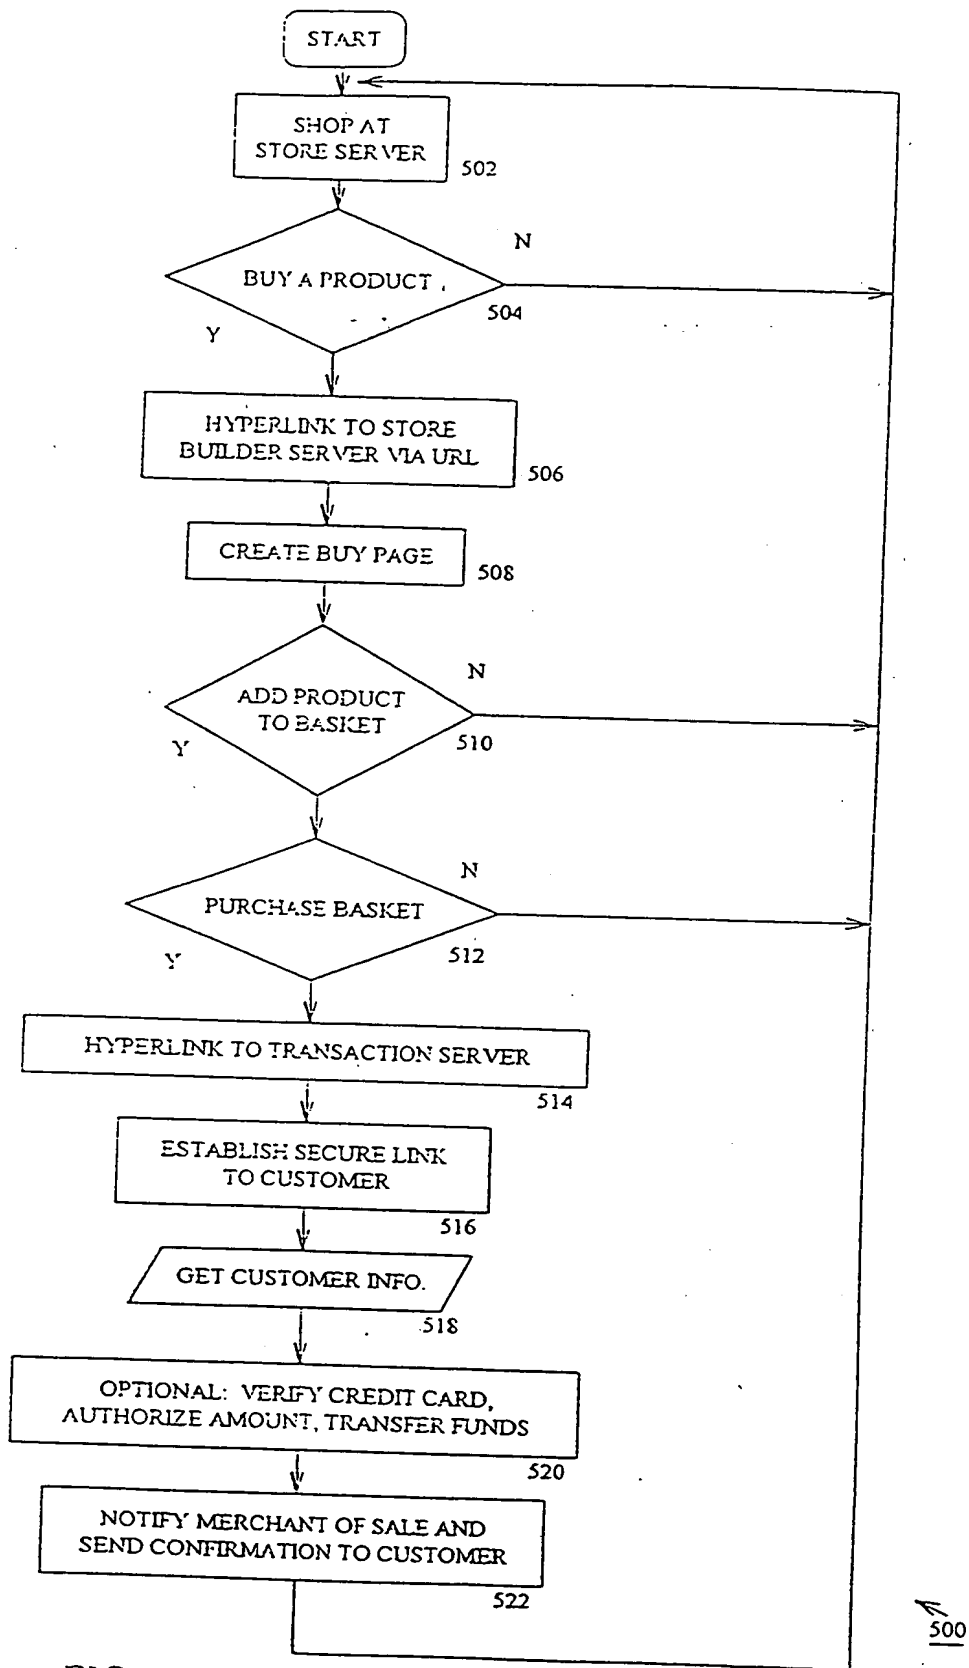 START
SHOP AT
STORE SERVER
502
N
BUY A PRODUCT
504
Y
HYPERLINK TO STORE
BUILDER SERVER VIA URL
506
CREATE BUY PAGE
508
N
ADD PRODUCT
TO BASKET
510
Y
N
PURCHASE BASKET
512
Y
HYPERLINK TO TRANSACTION SERVER
514
ESTABLISH SECURE LINK
TO CUSTOMER
516
GET CUSTOMER INFO.
518
OPTIONAL: VERIFY CREDIT CARD,
AUTHORIZE AMOUNT, TRANSFER FUNDS
520
NOTIFY MERCHANT OF SALE AND
SEND CONFIRMATION TO CUSTOMER
522
500